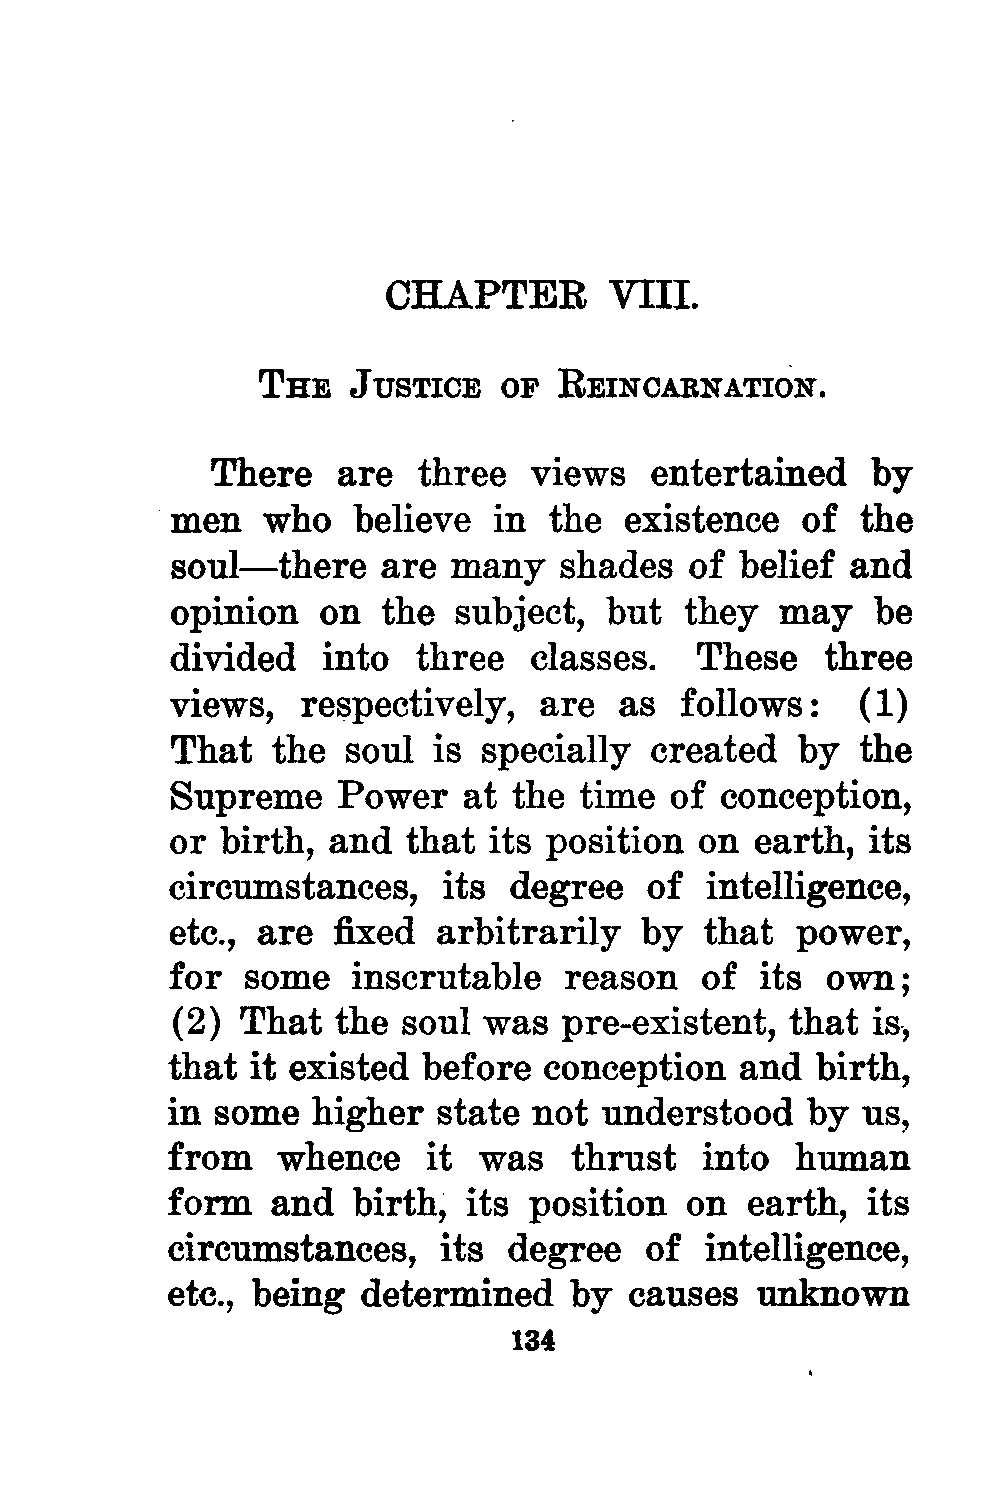 CHAPTER VIII.
The Justice of Reincarnation.
There are three views entertained by
men who believe in the existence of the
soul—there are many shades of belief and
opinion on the subject, but they may be
divided into three classes. These three
views, respectively, are as follows: (1)
That the soul is specially created by the
Supreme Power at the time of conception,
or birth, and that its position on earth, its
circumstances, its degree of intelligence,
etc., are fixed arbitrarily by that power,
for some inscrutable reason of its own;
(2) That the soul was pre-existent, that is,
that it existed before conception and birth,
in some higher state not understood by us,
from whence it was thrust into human
form and birth, its position on earth, its
circumstances, its degree of intelligence,
etc., being determined by causes unknown
134